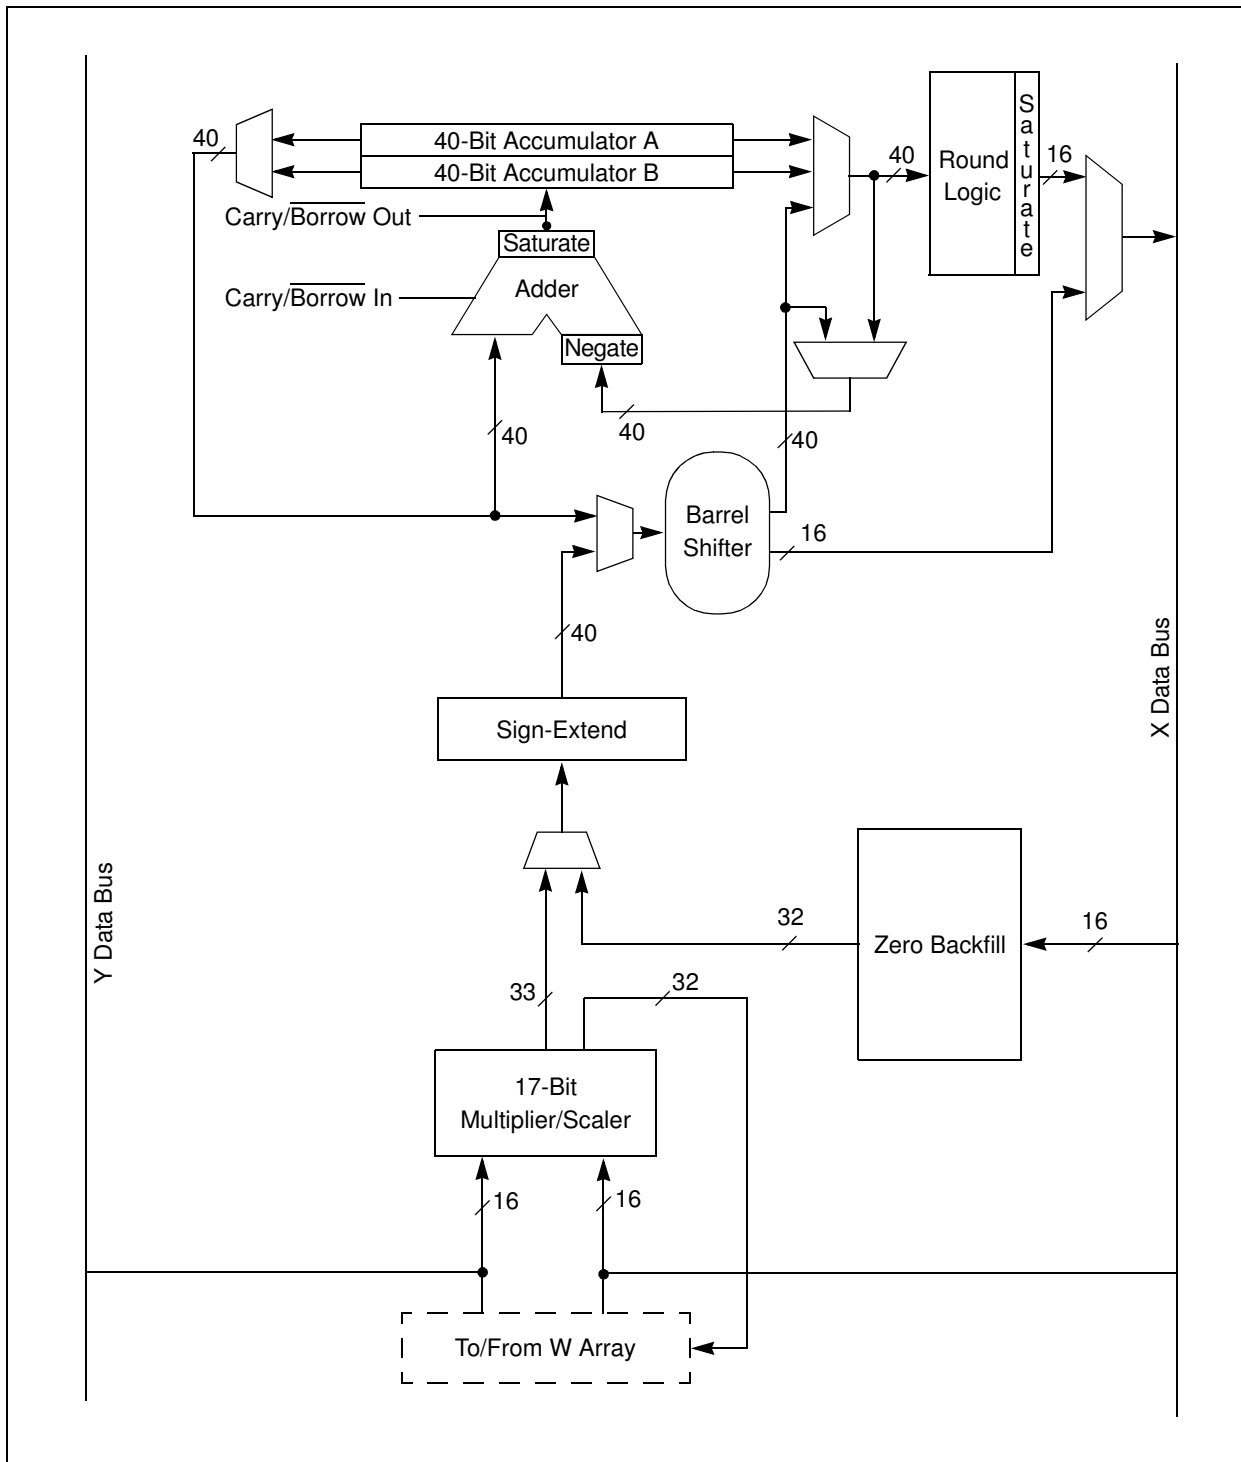 40
40-Bit Accumulator A
40-Bit Accumulator B
Carry/Borrow Out
Saturate
Carry/Borrow In
Adder
Negate
40
Round
Logic
Saturate
16
40
40
40
Barrel
Shifter
16
40
Sign-Extend
X Data Bus
Y Data Bus
32
Zero Backfill
16
33
32
17-Bit
Multiplier/Scaler
16
16
To/From W Array